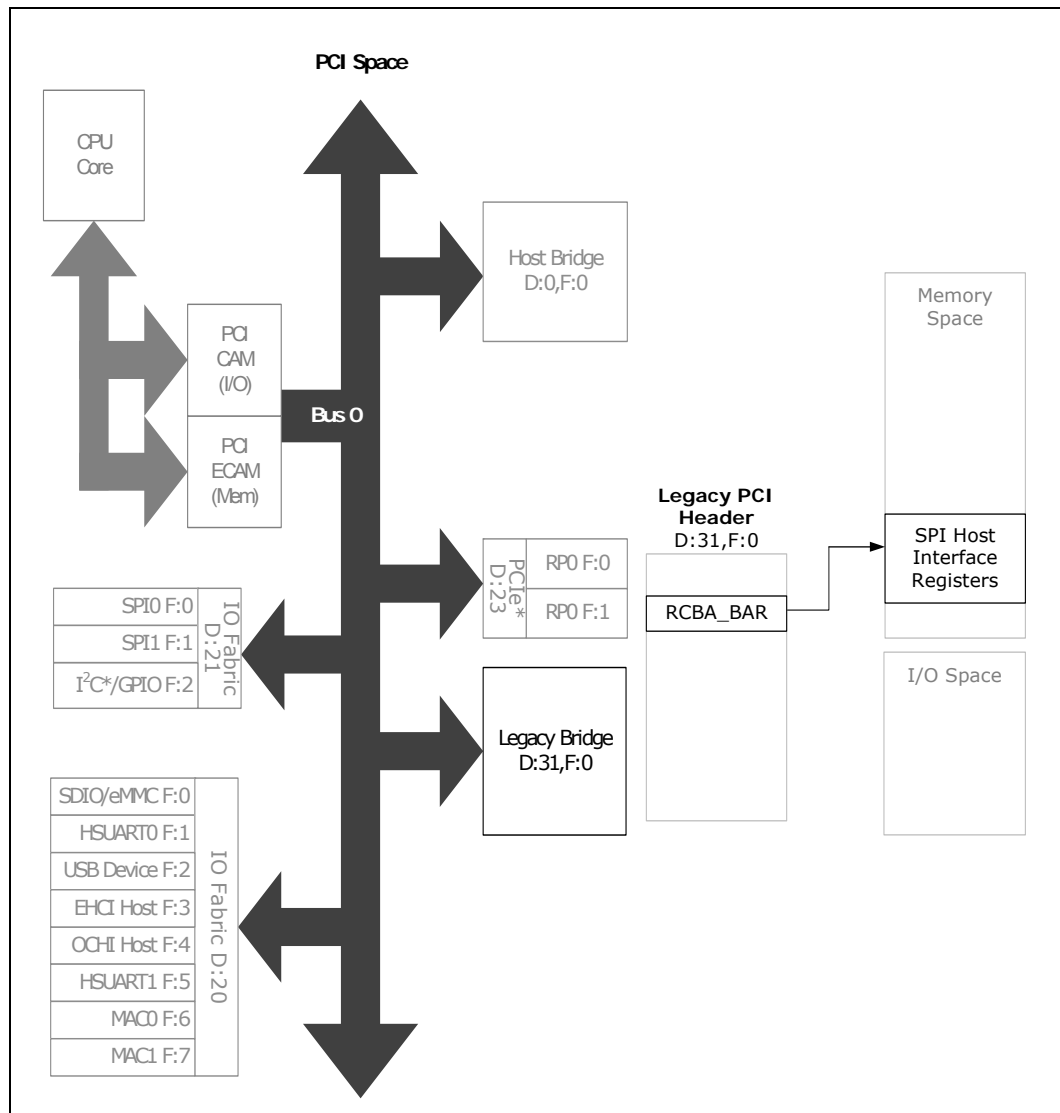 PCI Space
CPU
Core
Host Bridge
D:0,F:0
Memory
Space
PCI
CAM
(I/O)
Bus 0
PCI
ECAM
(Mem)
Legacy PCI
Header
D:31,F:0
SPI Host
Interface
Registers
PCIe*
D:23
RP0 F:0
RP0 F:1
RCBA_BAR
SPI0 F:0
SPI1 F:1
I²C*/GPIO F:2
IO Fabric
D:21
I/O Space
Legacy Bridge
D:31,F:0
SDIO/eMMC F:0
HSUART0 F:1
USB Device F:2
EHCI Host F:3
OCHI Host F:4
HSUART1 F:5
MAC0 F:6
MAC1 F:7
IO Fabric D:20